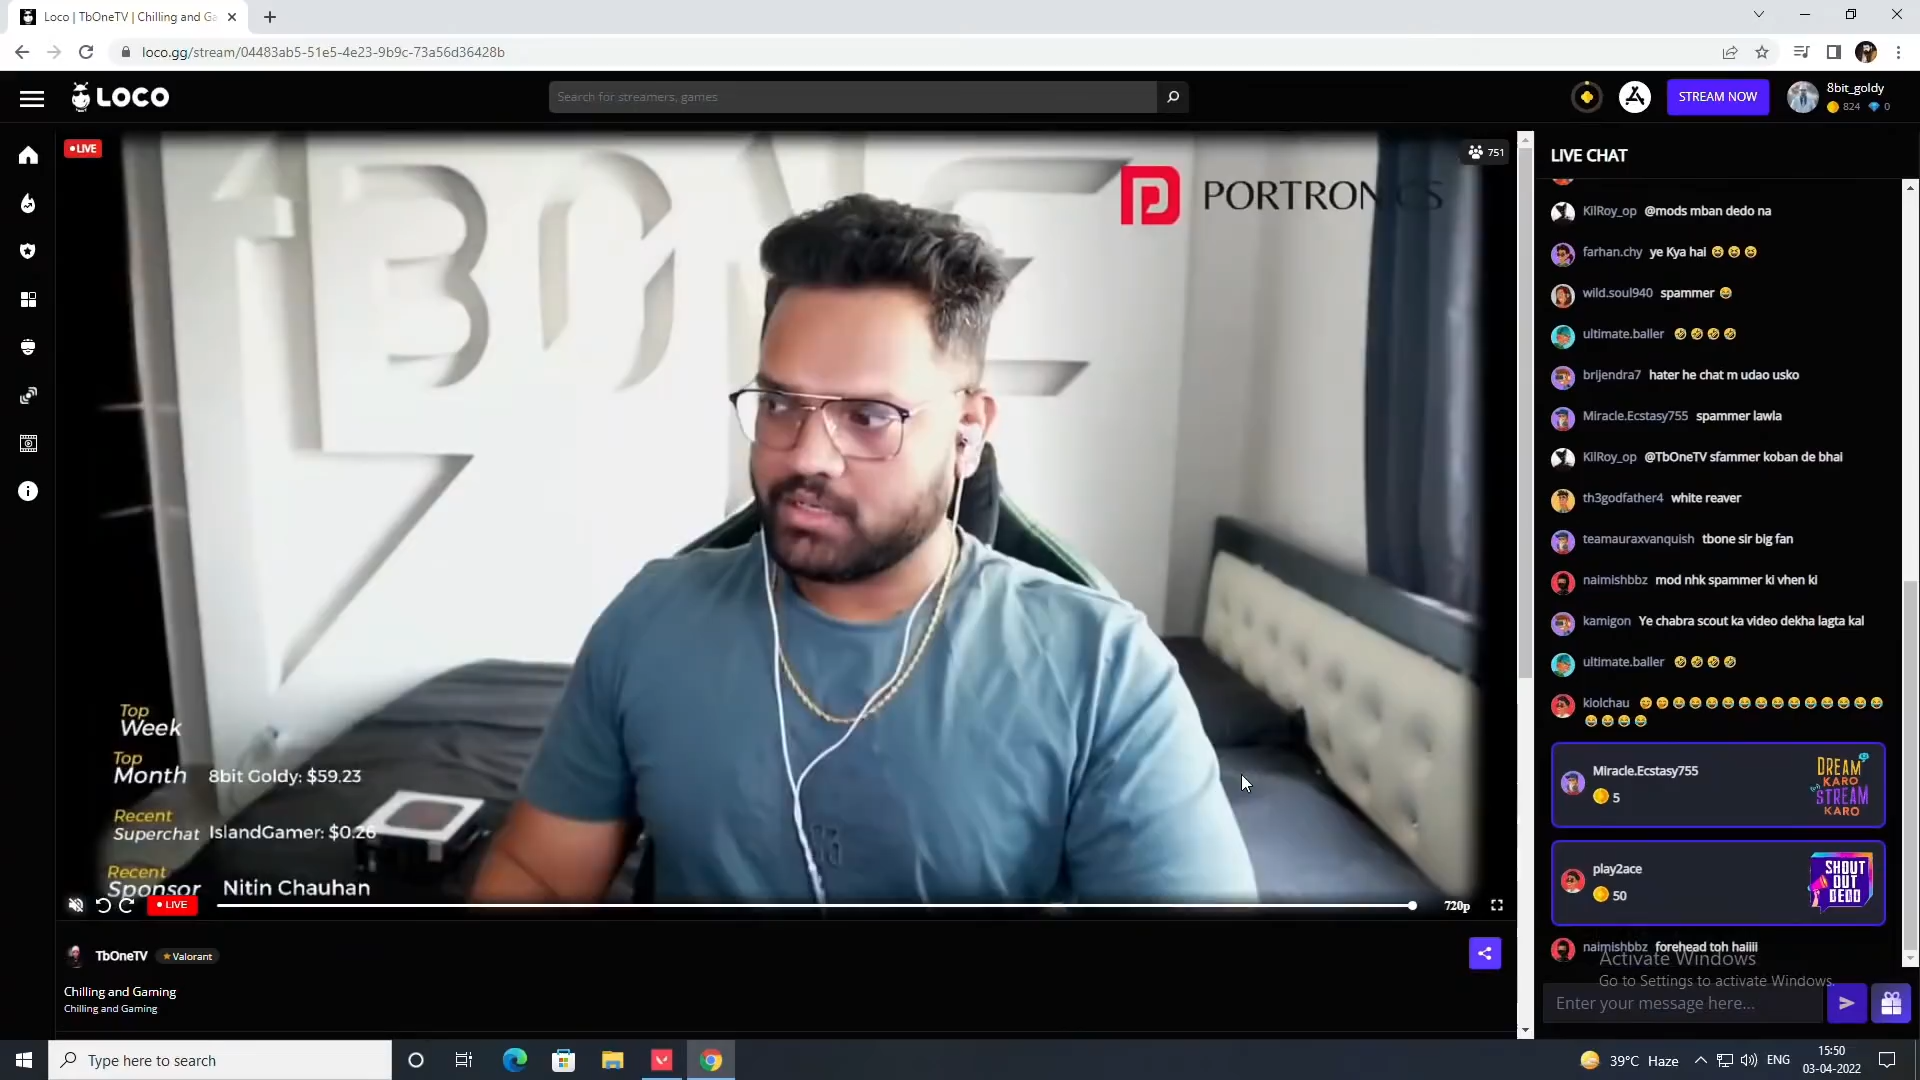 Loco | TbOneTV | Chilling and Ga
loco.gg/stream/04483ab5-51e5-4e23-9b9c-73a56d36428b
LOCO
Search for streamers, games
STREAM NOW
8bit_goldy
824 0
LIVE
751
PORTRONICS
Top
Week
Top
Month 8bit Goldy: $59.23
Recent
Superchat IslandGamer: $0.26
Recent
Sponsor Nitin Chauhan
LIVE
720p
TbOneTV Valorant
Chilling and Gaming
Chilling and Gaming
LIVE CHAT
KilRoy_op @mods mban dedo na
farhan.chy ye Kya hai 😆 😆 😆
wild.soul940 spammer 😄
ultimate.baller 🤣 🤣 🤣 🤣
brijendra7 hater he chat m udao usko
Miracle.Ecstasy755 spammer lawla
KilRoy_op @TbOneTV sfammer koban de bhai
th3godfather4 white reaver
teamauraxvanquish tbone sir big fan
naimishbbz mod nhk spammer ki vhen ki
kamigon Ye chabra scout ka video dekha lagta kal
ultimate.baller 🤣 🤣 🤣 🤣
kiolchau 😊 😊 😂 😂 😂 😂 😂 😂 😂 😂 😂 😂 😂 😂 😂
😂 😂 😂 😂
Miracle.Ecstasy755
5
DREAM
KARO
STREAM
KARO
play2ace
50
SHOUT
OUT
DEDO
naimishbbz forehead toh haiiii
Activate Windows
Go to Settings to activate Windows.
Enter your message here...
Type here to search
39°C Haze
ENG
15:50
03-04-2022